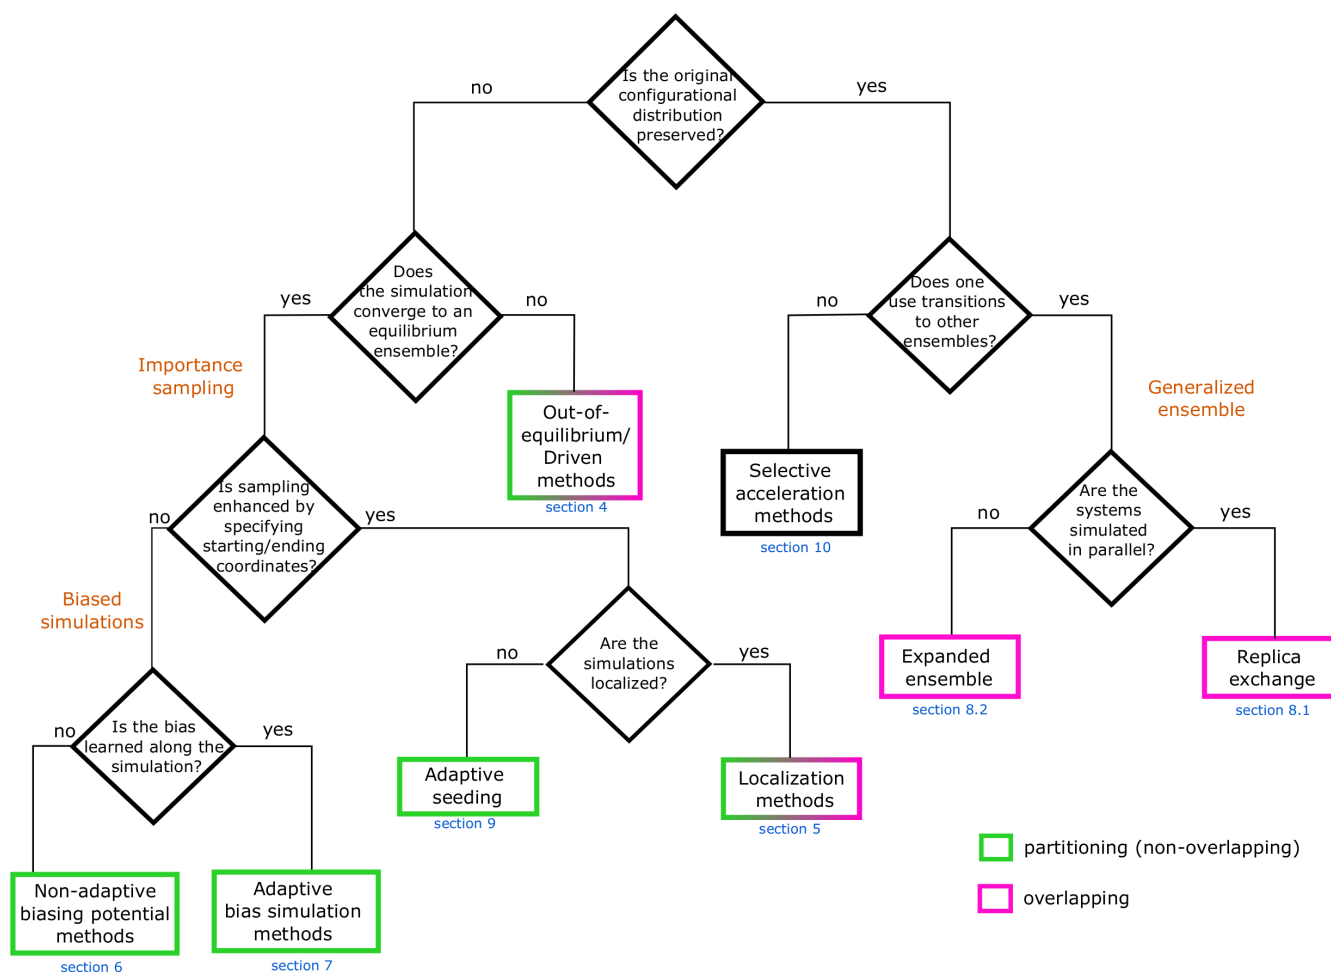 Is the original
configurational
distribution
preserved?
no
yes
Does
the simulation
converge to an
equilibrium
ensemble?
yes
no
Does one
use transitions
to other
ensembles?
no
yes
Importance
sampling
Generalized
ensemble
Out-of-
equilibrium/
Driven
methods
section 4
Selective
acceleration
methods
section 10
Is sampling
enhanced by
specifying
starting/ending
coordinates?
no
yes
Are the
systems
simulated
in parallel?
no
yes
Biased
simulations
Are the
simulations
localized?
no
yes
Expanded
ensemble
section 8.2
Replica
exchange
section 8.1
Is the bias
learned along the
simulation?
no
yes
Adaptive
seeding
section 9
Localization
methods
section 5
Non-adaptive
biasing potential
methods
section 6
Adaptive
bias simulation
methods
section 7
partitioning (non-overlapping)
overlapping